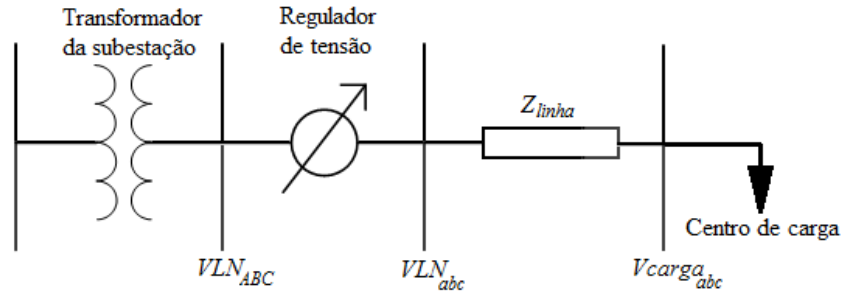 Transformador
da subestação
Regulador
de tensão
Zlinha
Centro de carga
VLNABC
VLNabc
Vcargaabc